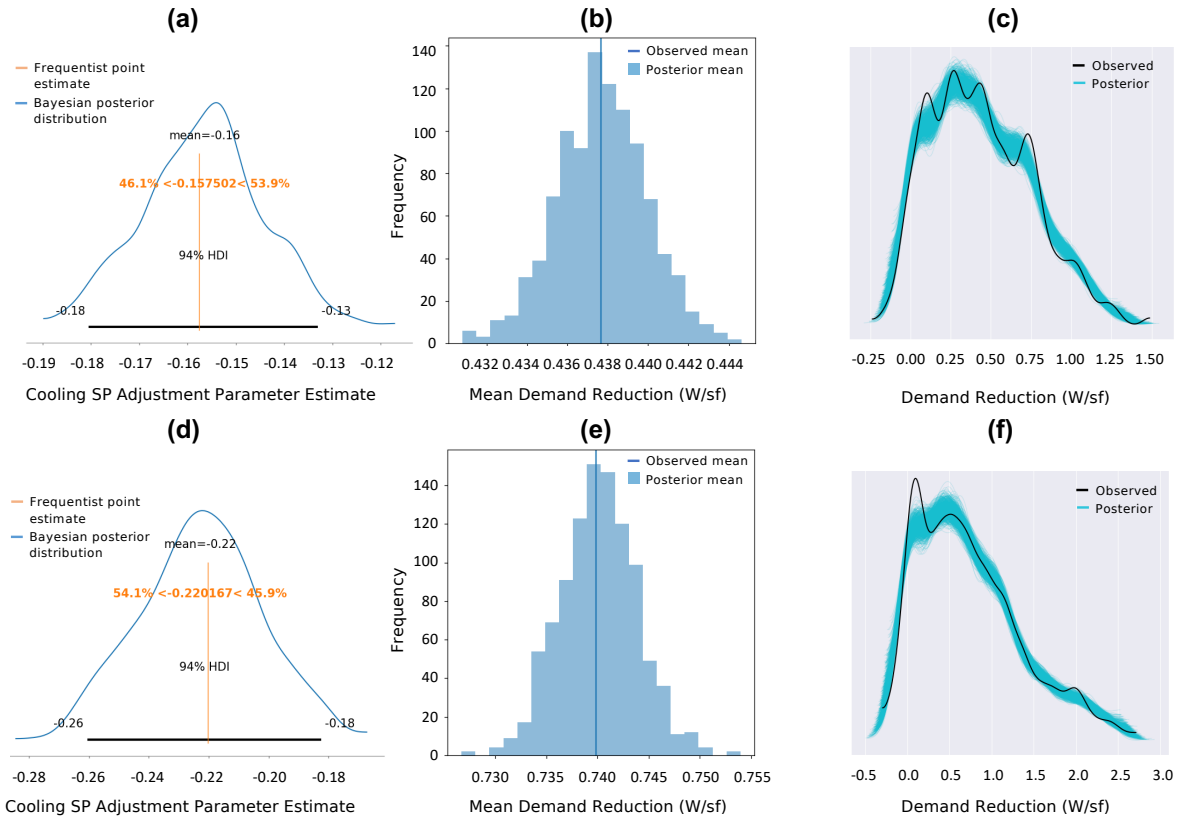 (a)
Frequentist point
estimate
Bayesian posterior
distribution
mean=-0.16
46.1% <-0.157502< 53.9%
94% HDI
-0.18
-0.13
-0.19 -0.18 -0.17 -0.16 -0.15 -0.14 -0.13 -0.12
Cooling SP Adjustment Parameter Estimate
(b)
Observed mean
Posterior mean
Frequency
140
120
100
80
60
40
20
0
0.432 0.434 0.436 0.438 0.440 0.442 0.444
Mean Demand Reduction (W/sf)
(c)
Observed
Posterior
-0.25 0.00 0.25 0.50 0.75 1.00 1.25 1.50
Demand Reduction (W/sf)
(d)
Frequentist point
estimate
Bayesian posterior
distribution
mean=-0.22
54.1% <-0.220167< 45.9%
94% HDI
-0.26
-0.18
-0.28 -0.26 -0.24 -0.22 -0.20 -0.18
Cooling SP Adjustment Parameter Estimate
(e)
Observed mean
Posterior mean
Frequency
140
120
100
80
60
40
20
0
0.730 0.735 0.740 0.745 0.750 0.755
Mean Demand Reduction (W/sf)
(f)
Observed
Posterior
-0.5 0.0 0.5 1.0 1.5 2.0 2.5 3.0
Demand Reduction (W/sf)